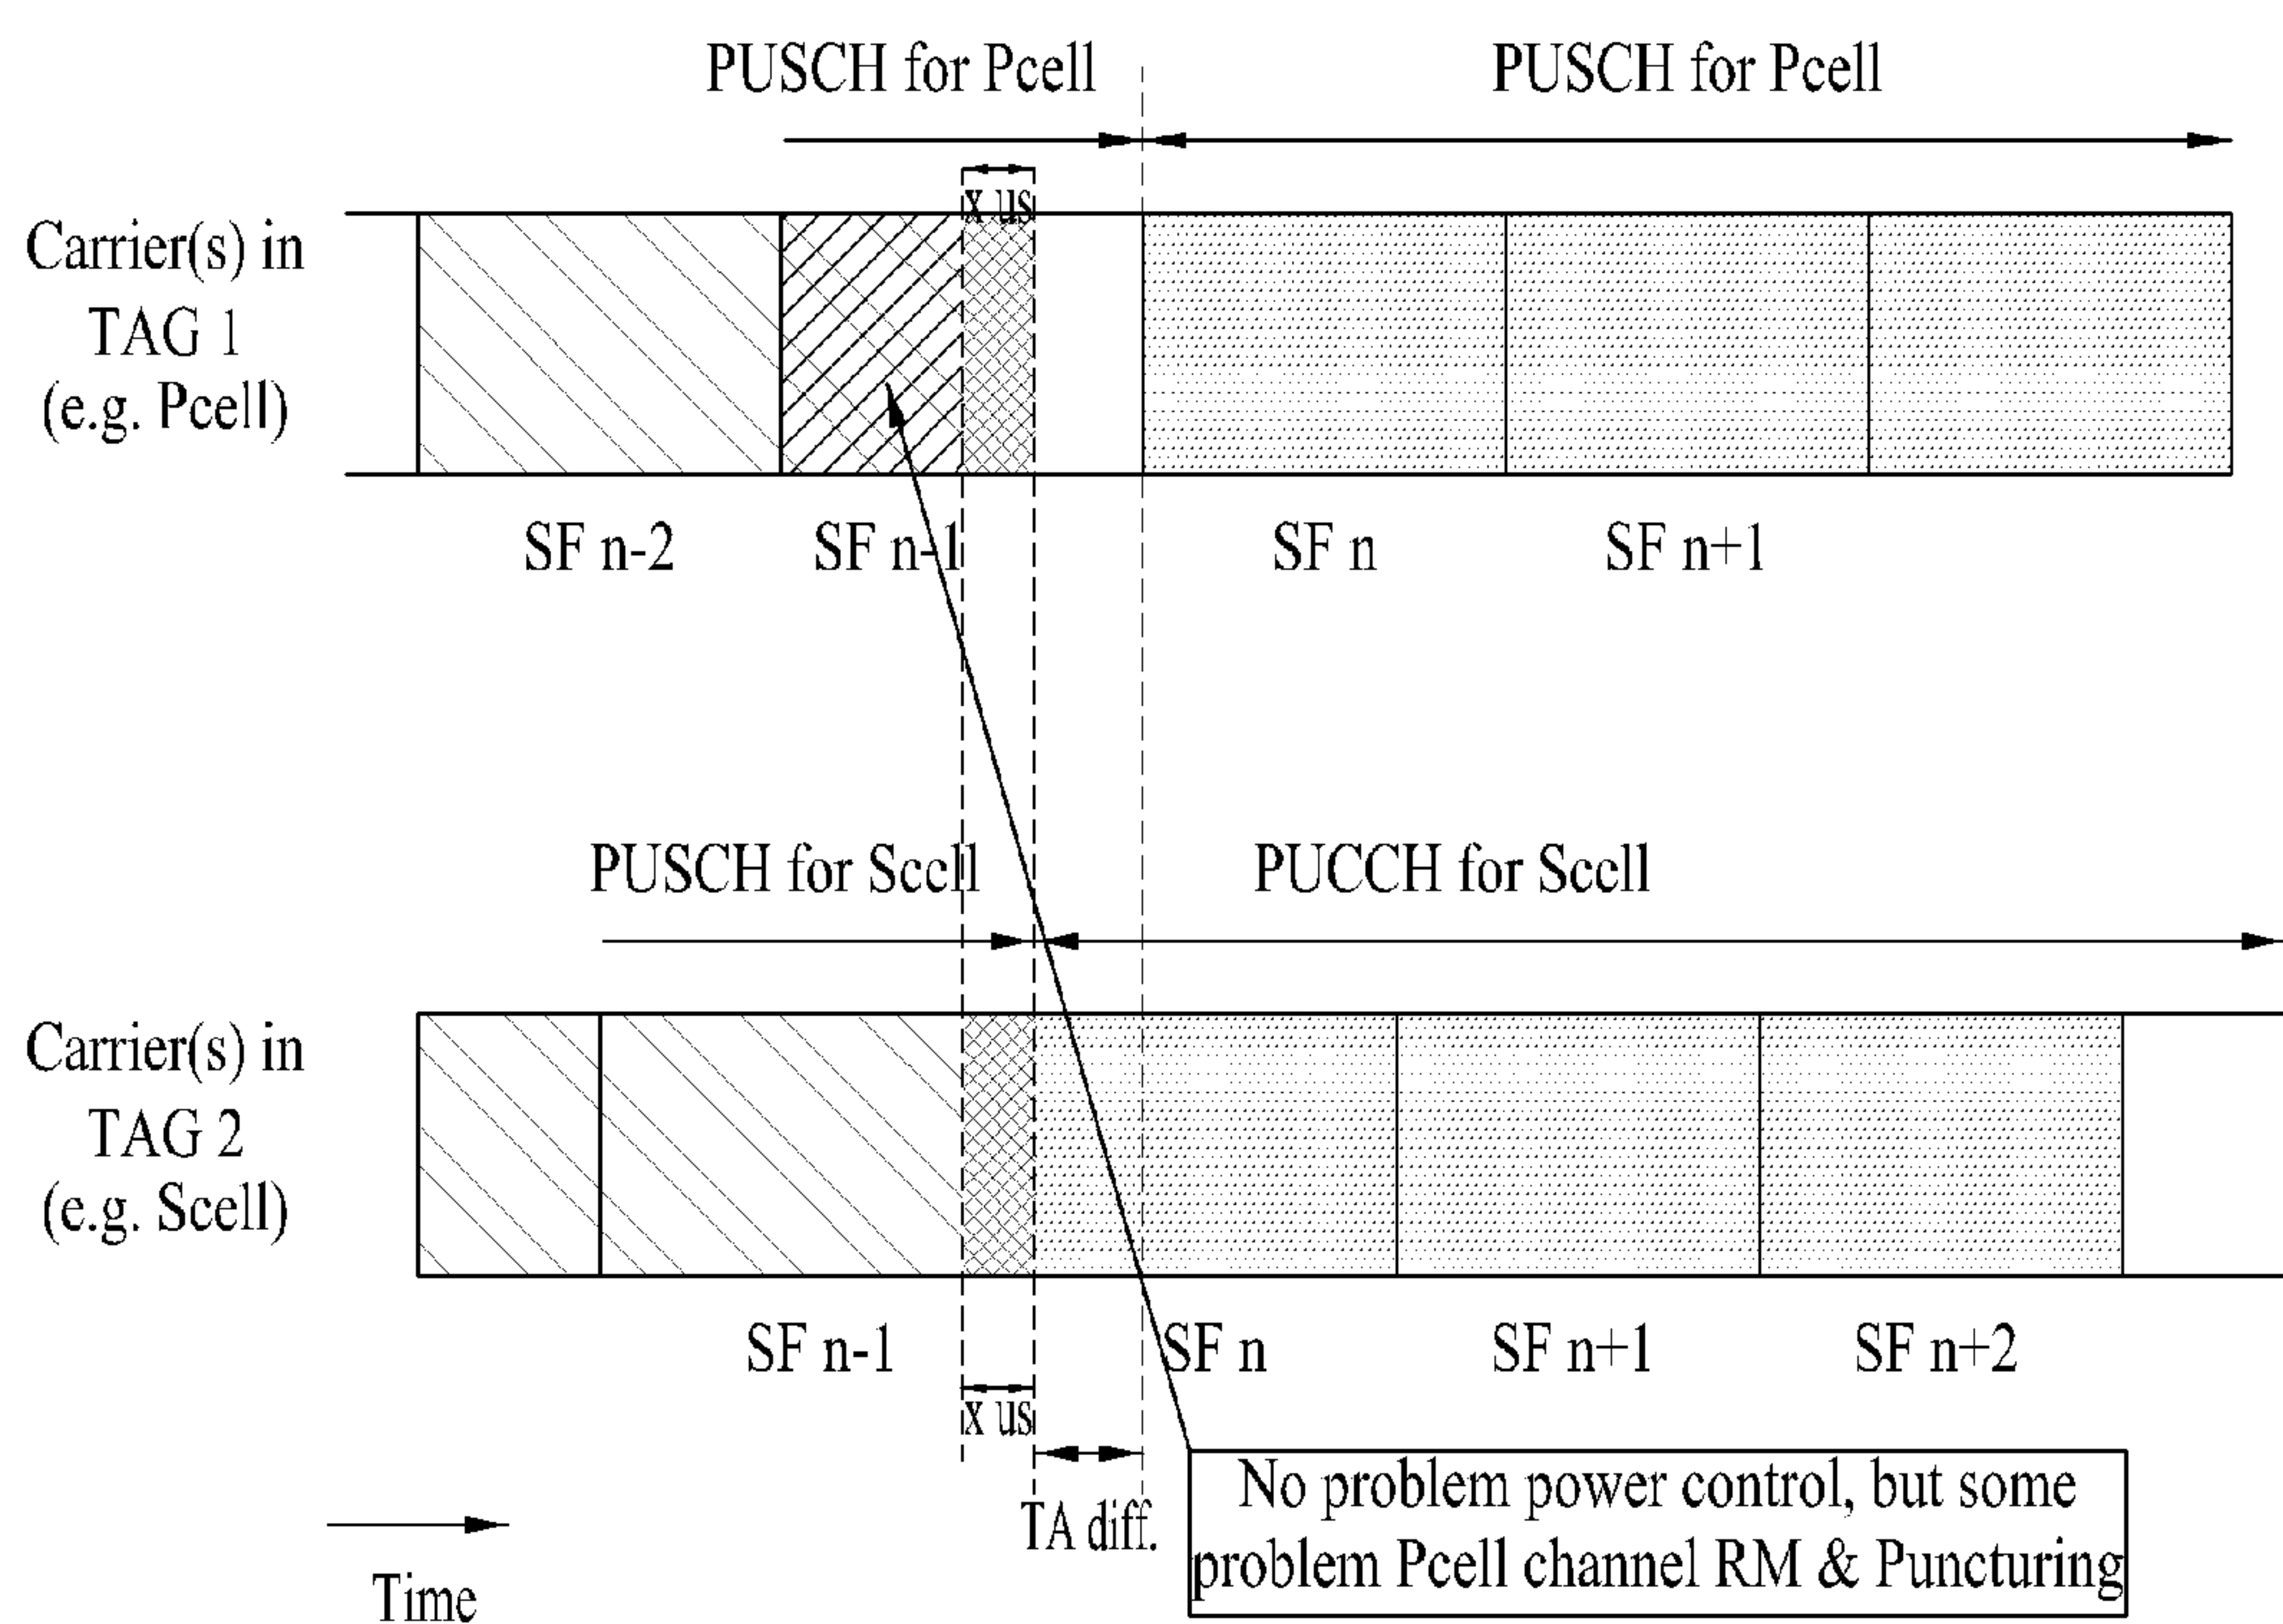 PUSCH for Pcell
PUSCH for Pcell
x us
Carrier(s) in
TAG 1
(e.g. Pcell)
SF n-2
SF n-1
SF n
SF n+1
PUSCH for Scell
PUCCH for Scell
Carrier(s) in
TAG 2
(e.g. Scell)
SF n-1
SF n
SF n+1
SF n+2
x us
TA diff.
No problem power control, but some
problem Pcell channel RM & Puncturing
Time